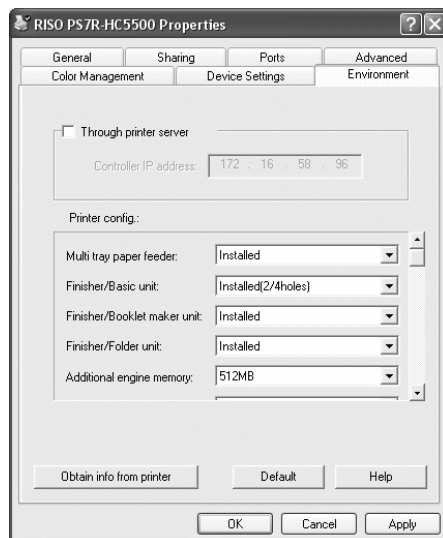 RISO PS7R-HC5500 Properties
General Sharing Ports Advanced
Color Management Device Settings Environment
Through printer server
Controller IP address: 172 . 16 . 58 . 96
Printer config.:
Multi tray paper feeder: Installed
Finisher/Basic unit: Installed(2/4holes)
Finisher/Booklet maker unit: Installed
Finisher/Folder unit: Installed
Additional engine memory: 512MB
Obtain info from printer Default Help
OK Cancel Apply